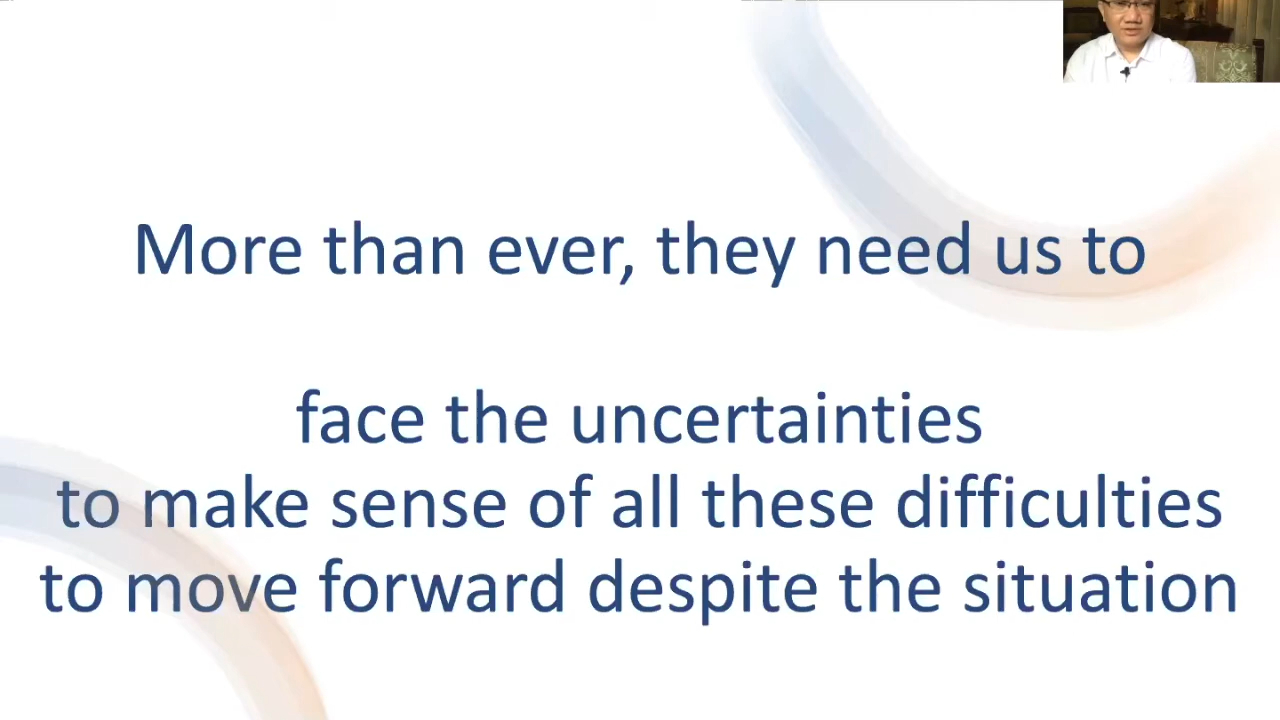 More than ever, they need us to
face the uncertainties
to make sense of all these difficulties
to move forward despite the situation